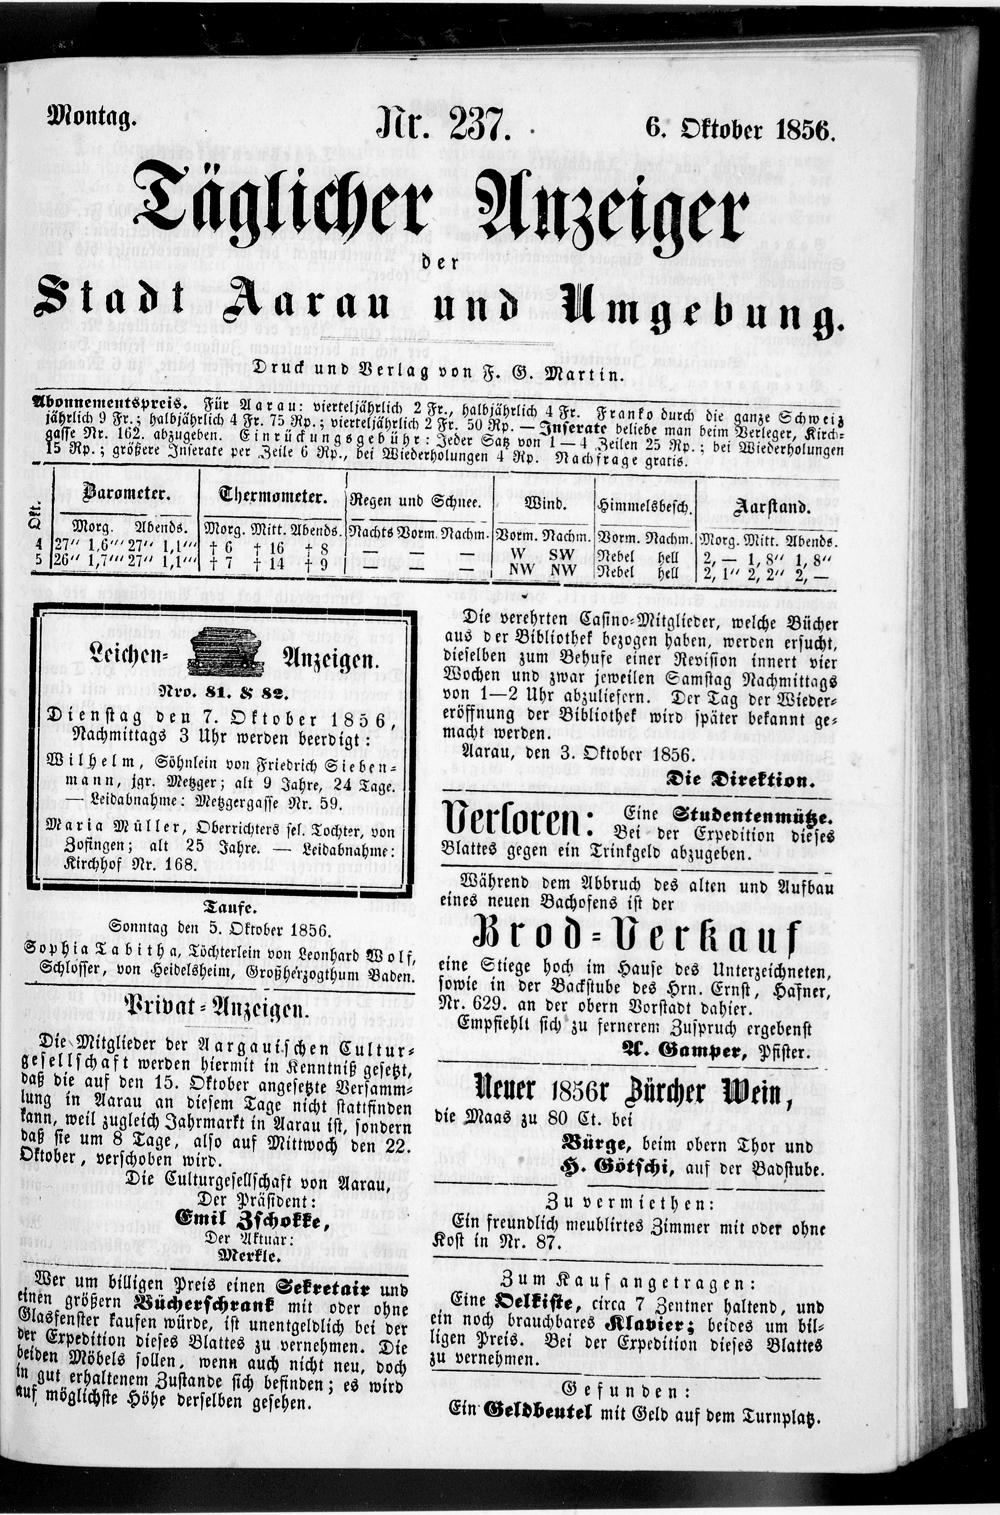 Montag.
Nr. 237.
6. Oktober 1856.
Täglicher Anzeiger
der
Stadt Aarau und Umgebung.
Druck und Verlag von F. G. Martin.
Abonnementspreis. Für Aarau: vierteljährlich 2 Fr., halbjährlich 4 Fr. Franko durch die ganze Schweiz
jährlich 9 Fr.; halbjährlich 4 Fr. 75 Rp.; vierteljährlich 2 Fr. 50 Rp. — Inserate beliebe man beim Verleger, Kirch-
gasse Nr. 162. abzugeben. Einrückungsgebühr: Jeder Satz von 1—4 Zeilen 25 Rp.; bei Wiederholungen
15 Rp.; größere Inserate per Zeile 6 Rp., bei Wiederholungen 4 Rp. Nachfrage gratis.
Okt. Barometer. Thermometer. Regen und Schnee. Wind. Himmelsbesch. Aarstand.
Morg. Abends. Morg. Mitt. Abends. Nachts Vorm. Nachm. Vorm. Nachm. Vorm. Nachm. Morg. Mitt. Abends.
4 27" 1,6"' 27" 1,1"' † 6 † 16 † 8 — — — W SW Nebel hell 2, — 1, 8" 1, 8"
5 26" 1,7"' 27" 1,1"' † 7 † 14 † 9 — — — NW NW Nebel hell 2, 1" 2, 2" 2, —
Leichen- Anzeigen.
Nro. 81. & 82.
Dienstag den 7. Oktober 1856,
Nachmittags 3 Uhr werden beerdigt:
Wilhelm, Söhnlein von Friedrich Sieben-
mann, jgr. Metzger; alt 9 Jahre, 24 Tage.
— Leidabnahme: Metzgergasse Nr. 59.
Maria Müller, Oberrichters sel. Tochter, von
Zofingen; alt 25 Jahre. — Leidabnahme:
Kirchhof Nr. 168.
Taufe.
Sonntag den 5. Oktober 1856.
Sophia Tabitha, Töchterlein von Leonhard Wolf,
Schlosser, von Heidelsheim, Großherzogthum Baden.
Privat-Anzeigen.
Die Mitglieder der Aargauischen Cultur-
gesellschaft werden hiermit in Kenntniß gesetzt,
daß die auf den 15. Oktober angesetzte Versamm-
lung in Aarau an diesem Tage nicht stattfinden
kann, weil zugleich Jahrmarkt in Aarau ist, sondern
daß sie um 8 Tage, also auf Mittwoch den 22.
Oktober, verschoben wird.
Die Culturgesellschaft von Aarau,
Der Präsident:
Emil Zschokke,
Der Aktuar:
Merkle.
Wer um billigen Preis einen Sekretair und
einen größern Bücherschrank mit oder ohne
Glasfenster kaufen würde, ist unentgeldlich bei der
der Expedition dieses Blattes zu vernehmen. Die
beiden Möbels sollen, wenn auch nicht neu, doch
in gut erhaltenem Zustande sich befinden; es wird
auf möglichste Höhe derselben gesehen.
Die verehrten Casino-Mitglieder, welche Bücher
aus der Bibliothek bezogen haben, werden ersucht,
dieselben zum Behufe einer Revision innert vier
Wochen und zwar jeweilen Samstag Nachmittags
von 1—2 Uhr abzuliefern. Der Tag der Wieder-
eröffnung der Bibliothek wird später bekannt ge-
macht werden.
Aarau, den 3. Oktober 1856.
Die Direktion.
Verloren: Eine Studentenmütze.
Bei der Expedition dieses
Blattes gegen ein Trinkgeld abzugeben.
Während dem Abbruch des alten und Aufbau
eines neuen Bachofens ist der
Brod-Verkauf
eine Stiege hoch im Hause des Unterzeichneten,
sowie in der Backstube des Hrn. Ernst, Hafner,
Nr. 629. an der obern Vorstadt dahier.
Empfiehlt sich zu fernerem Zuspruch ergebenst
A. Gamper, Pfister.
Neuer 1856r Zürcher Wein,
die Maas zu 80 Ct. bei
Bürge, beim obern Thor und
H. Götschi, auf der Badstube.
Zu vermiethen:
Ein freundlich meublirtes Zimmer mit oder ohne
Kost in Nr. 87.
Zum Kauf angetragen:
Eine Oelkiste, circa 7 Zentner haltend, und
ein noch brauchbares Klavier; beides um bil-
ligen Preis. Bei der Expedition dieses Blattes
zu vernehmen.
Gefunden:
Ein Geldbeutel mit Geld auf dem Turnplatz.